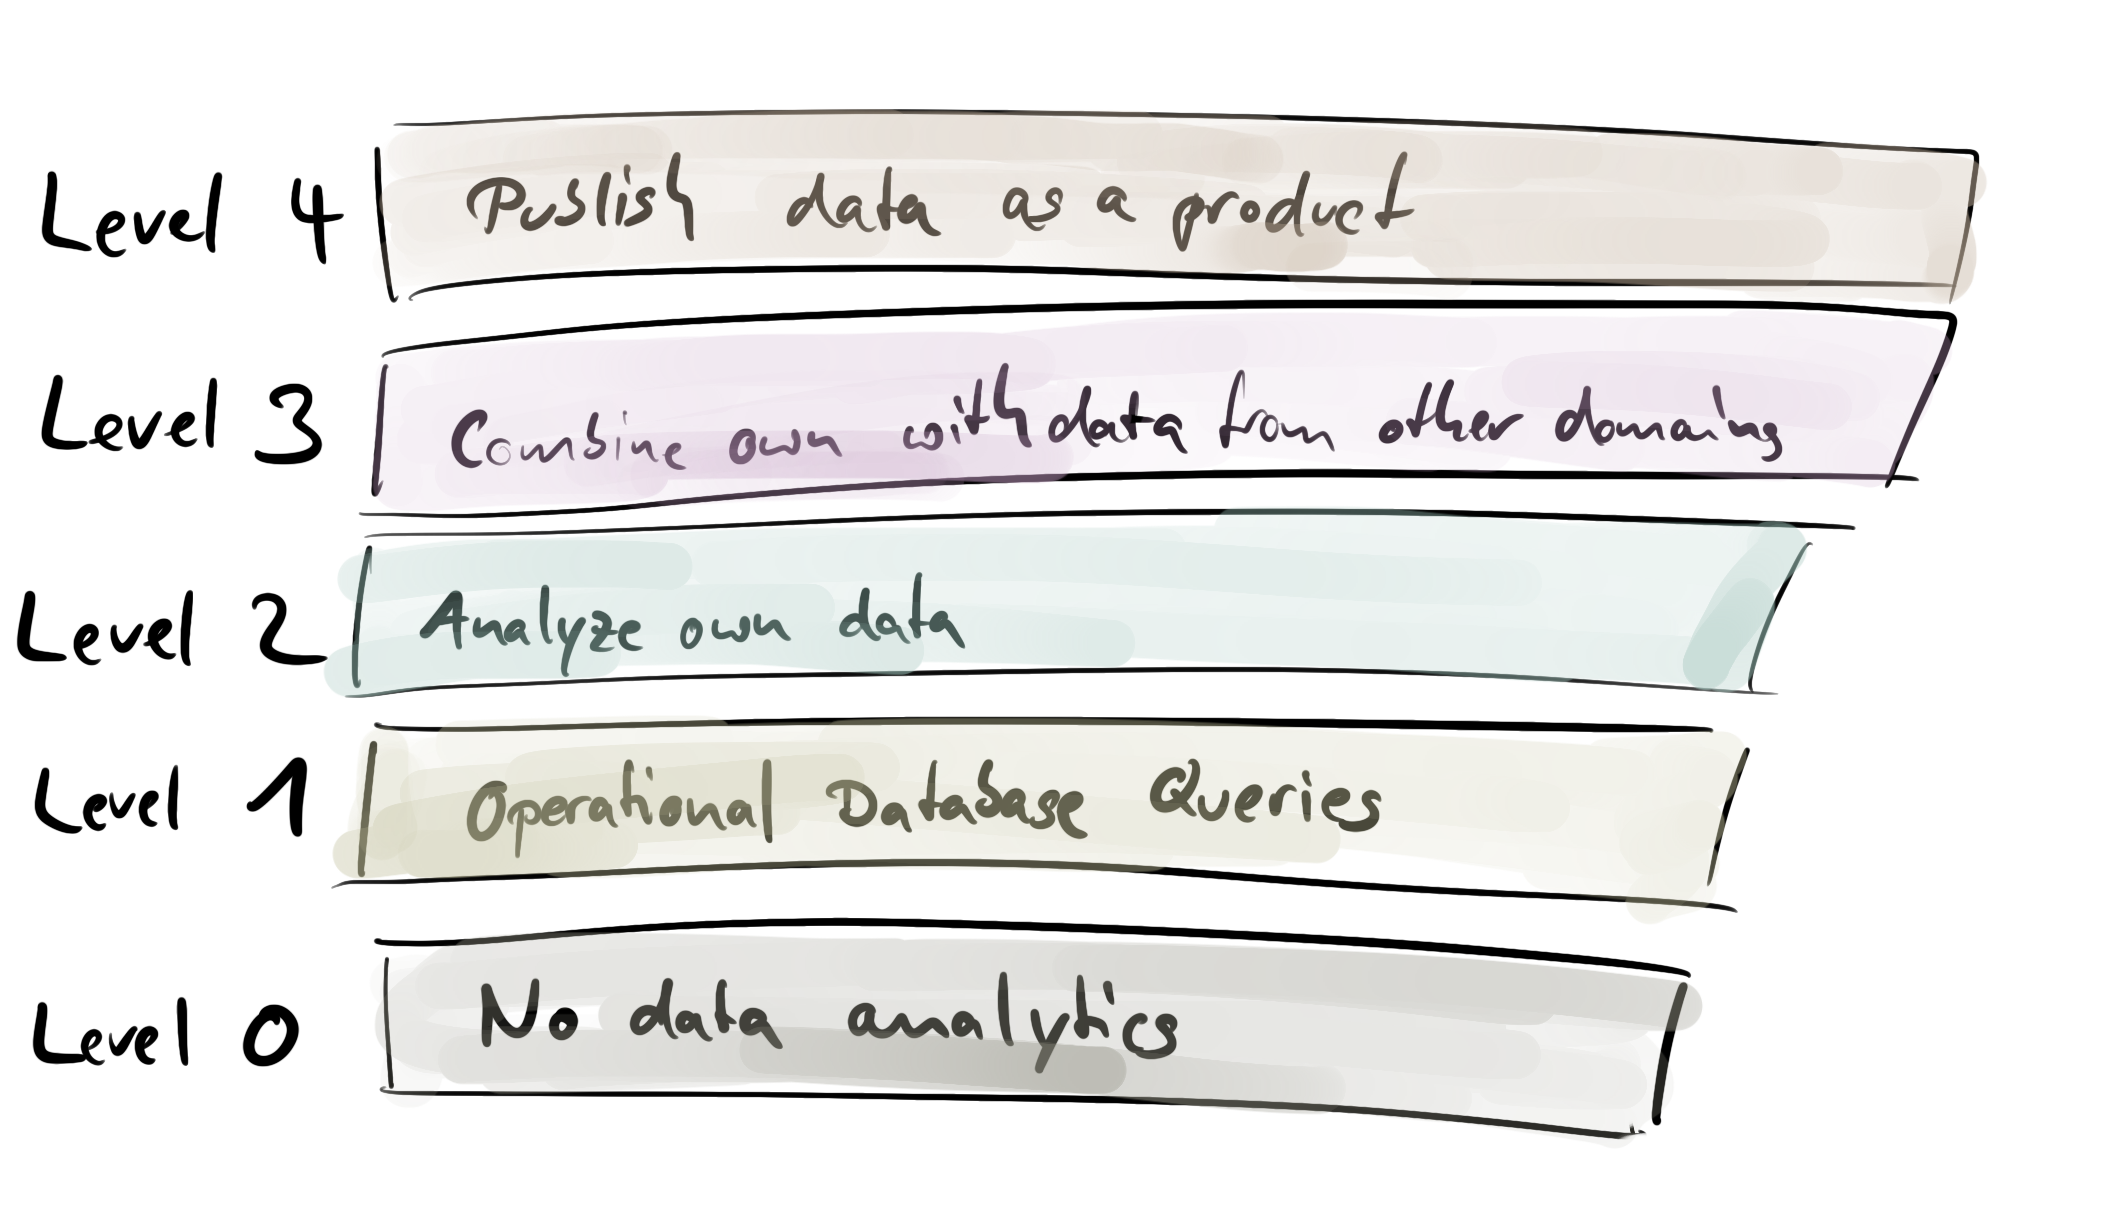 Level 4 Publish data as a product
Level 3 Combine own with data from other domains
Level 2 Analyze own data
Level 1 Operational Database Queries
Level 0 No data analytics